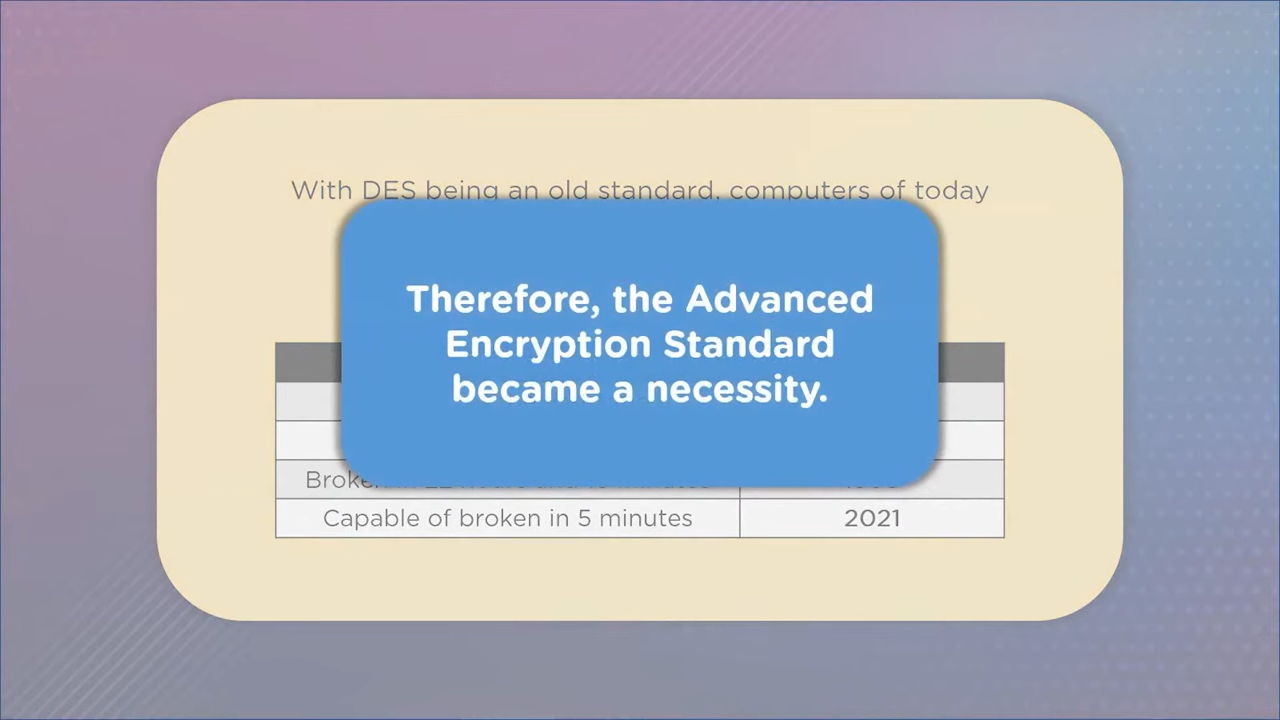 With DES being an old standard, computers of today
Therefore, the Advanced
Encryption Standard
became a necessity.
Capable of broken in 5 minutes 2021